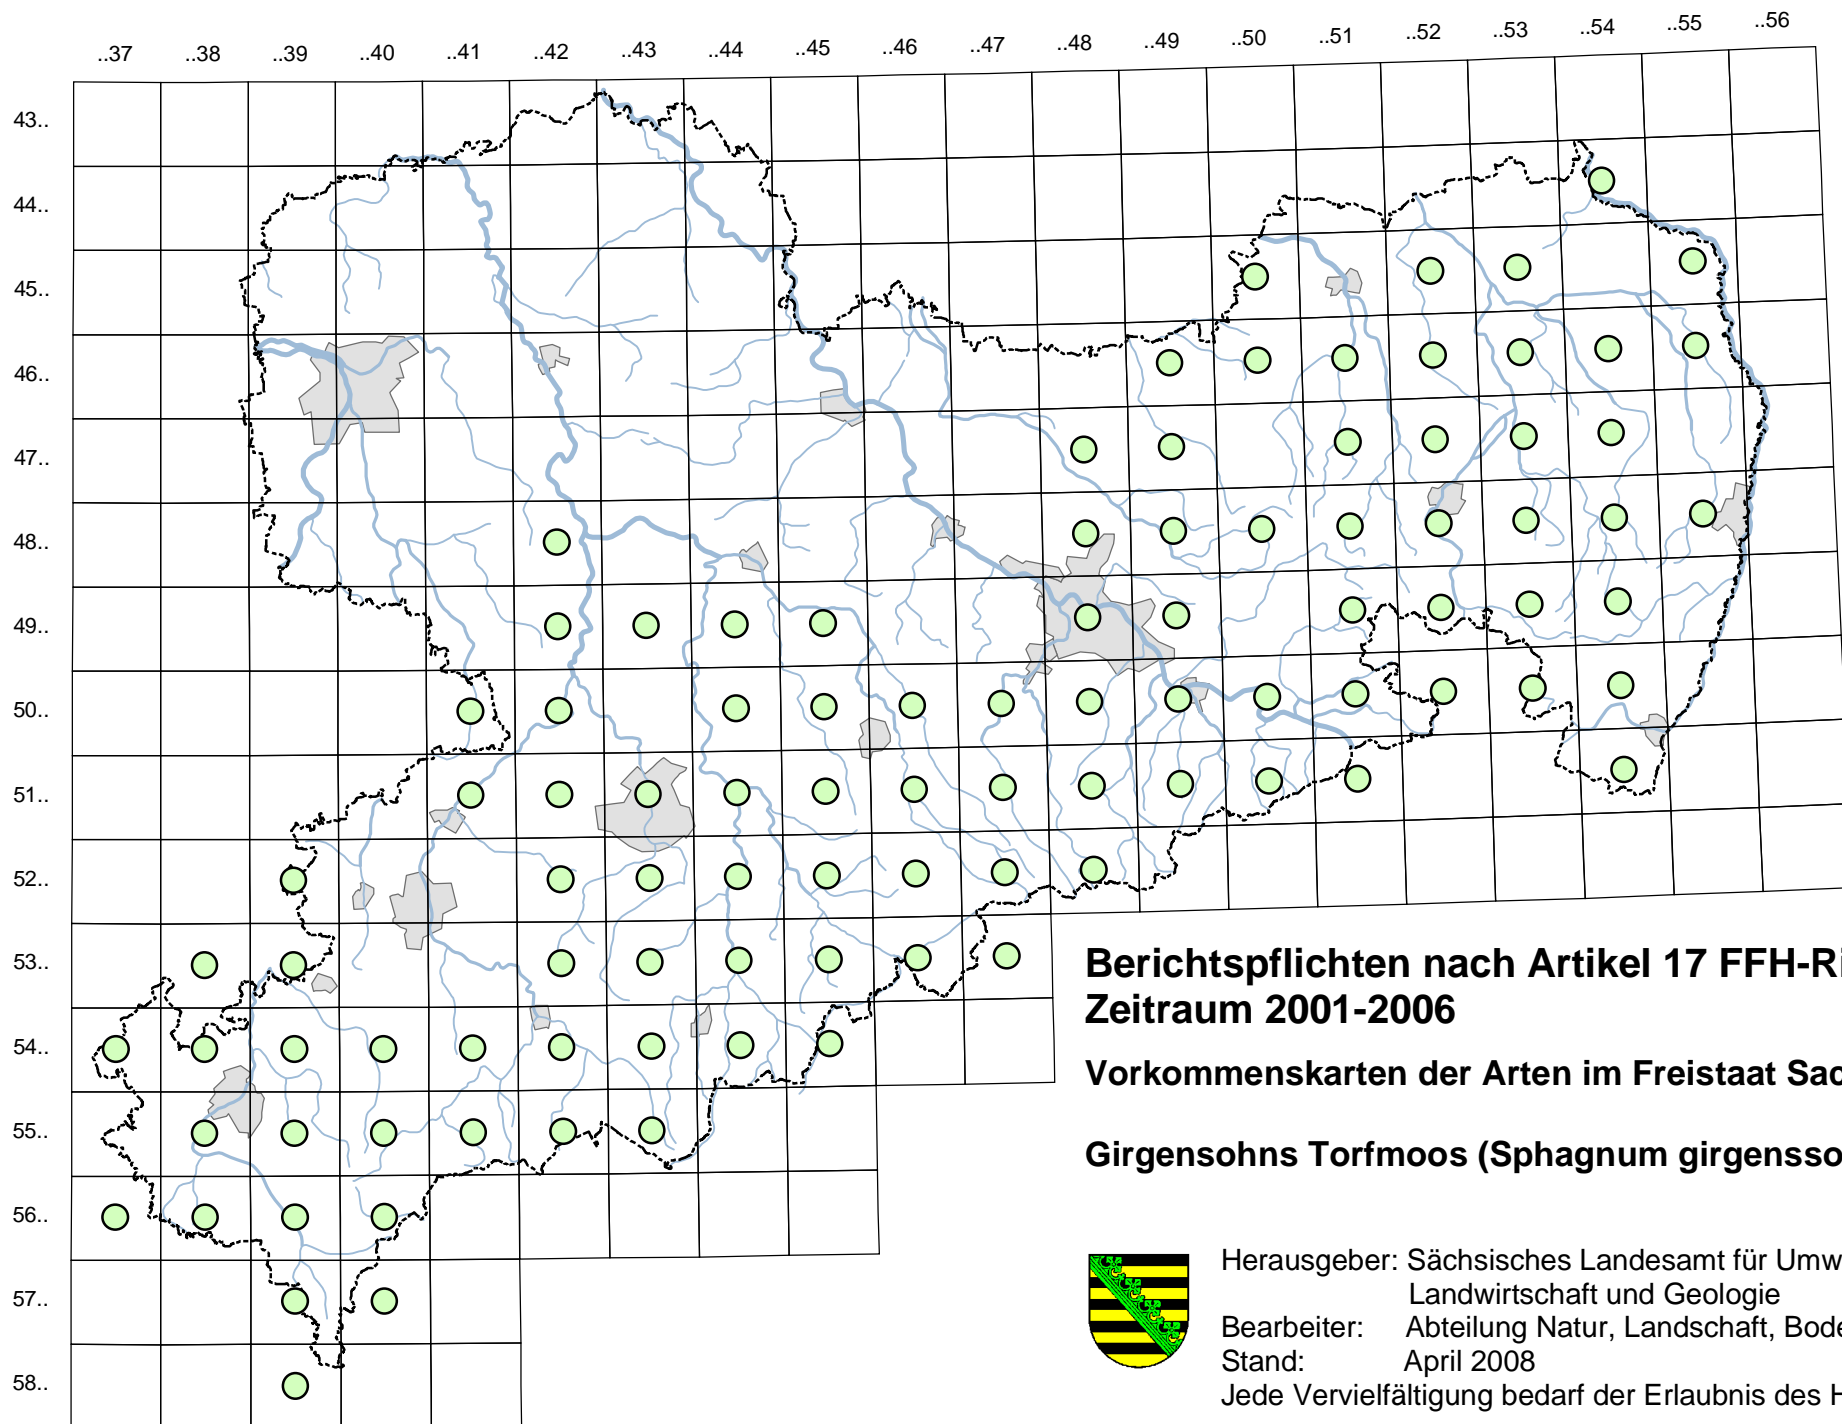 ..37 ..38 ..39 ..40 ..41 ..42 ..43 ..44 ..45 ..46 ..47 ..48 ..49 ..50 ..51 ..52 ..53 ..54 ..55 ..56
43..
44..
45..
46..
47..
48..
49..
50..
51..
52..
53..
54..
55..
56..
57..
58..
Berichtspflichten nach Artikel 17 FFH-Ri
Zeitraum 2001-2006
Vorkommenskarten der Arten im Freistaat Sac
Girgensohns Torfmoos (Sphagnum girgensso
Herausgeber: Sächsisches Landesamt für Umw
Landwirtschaft und Geologie
Bearbeiter: Abteilung Natur, Landschaft, Bode
Stand: April 2008
Jede Vervielfältigung bedarf der Erlaubnis des H